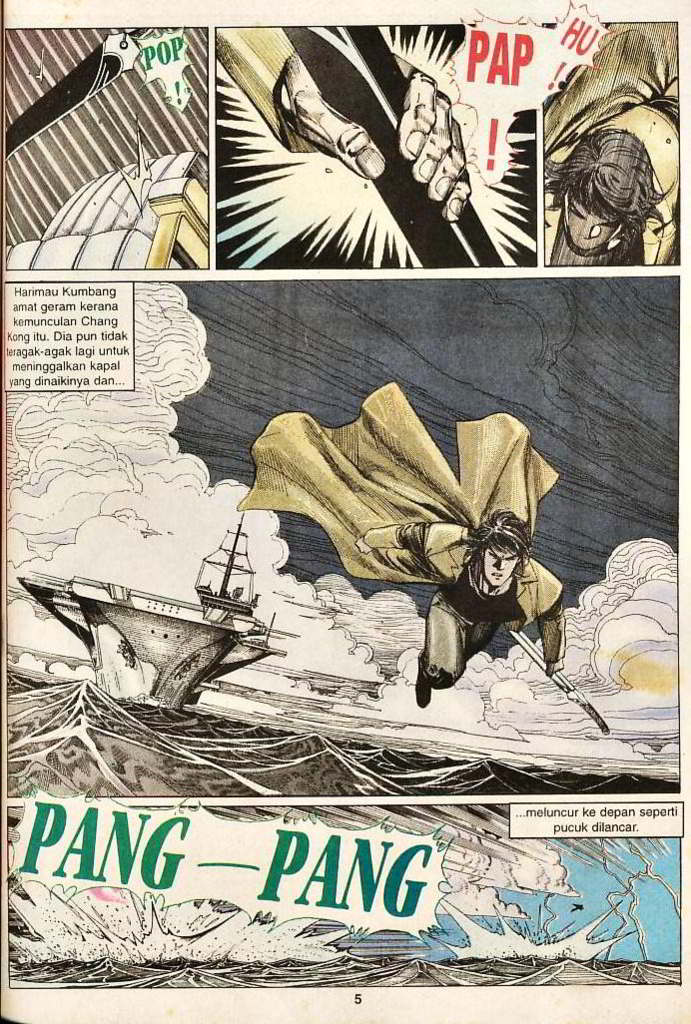 POP
!
PAP
!
HU
!
Harimau Kumbang
amat geram kerana
kemunculan Chang
Kong itu. Dia pun tidak
teragak-agak lagi untuk
meninggalkan kapal
yang dinaikinya dan...
...meluncur ke depan seperti
pucuk dilancar.
PANG — PANG
5